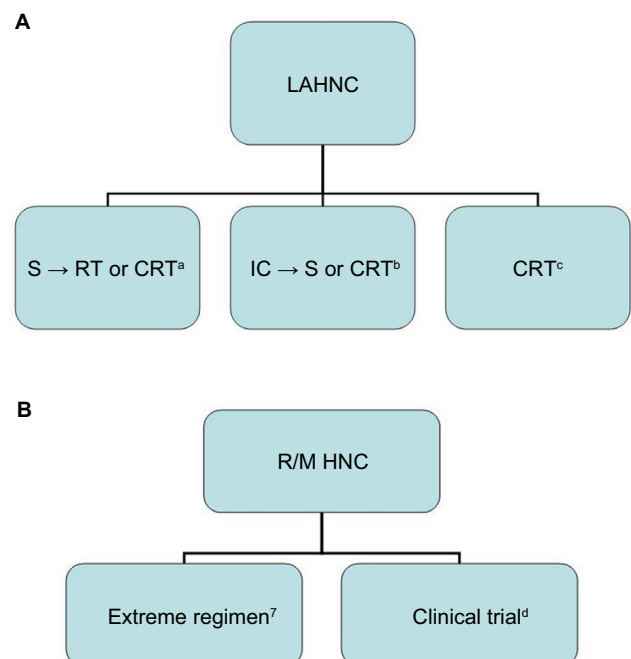 A
LAHNC
S → RT or CRTᵃ
IC → S or CRTᵇ
CRTᶜ
B
R/M HNC
Extreme regimen⁷
Clinical trialᵈ